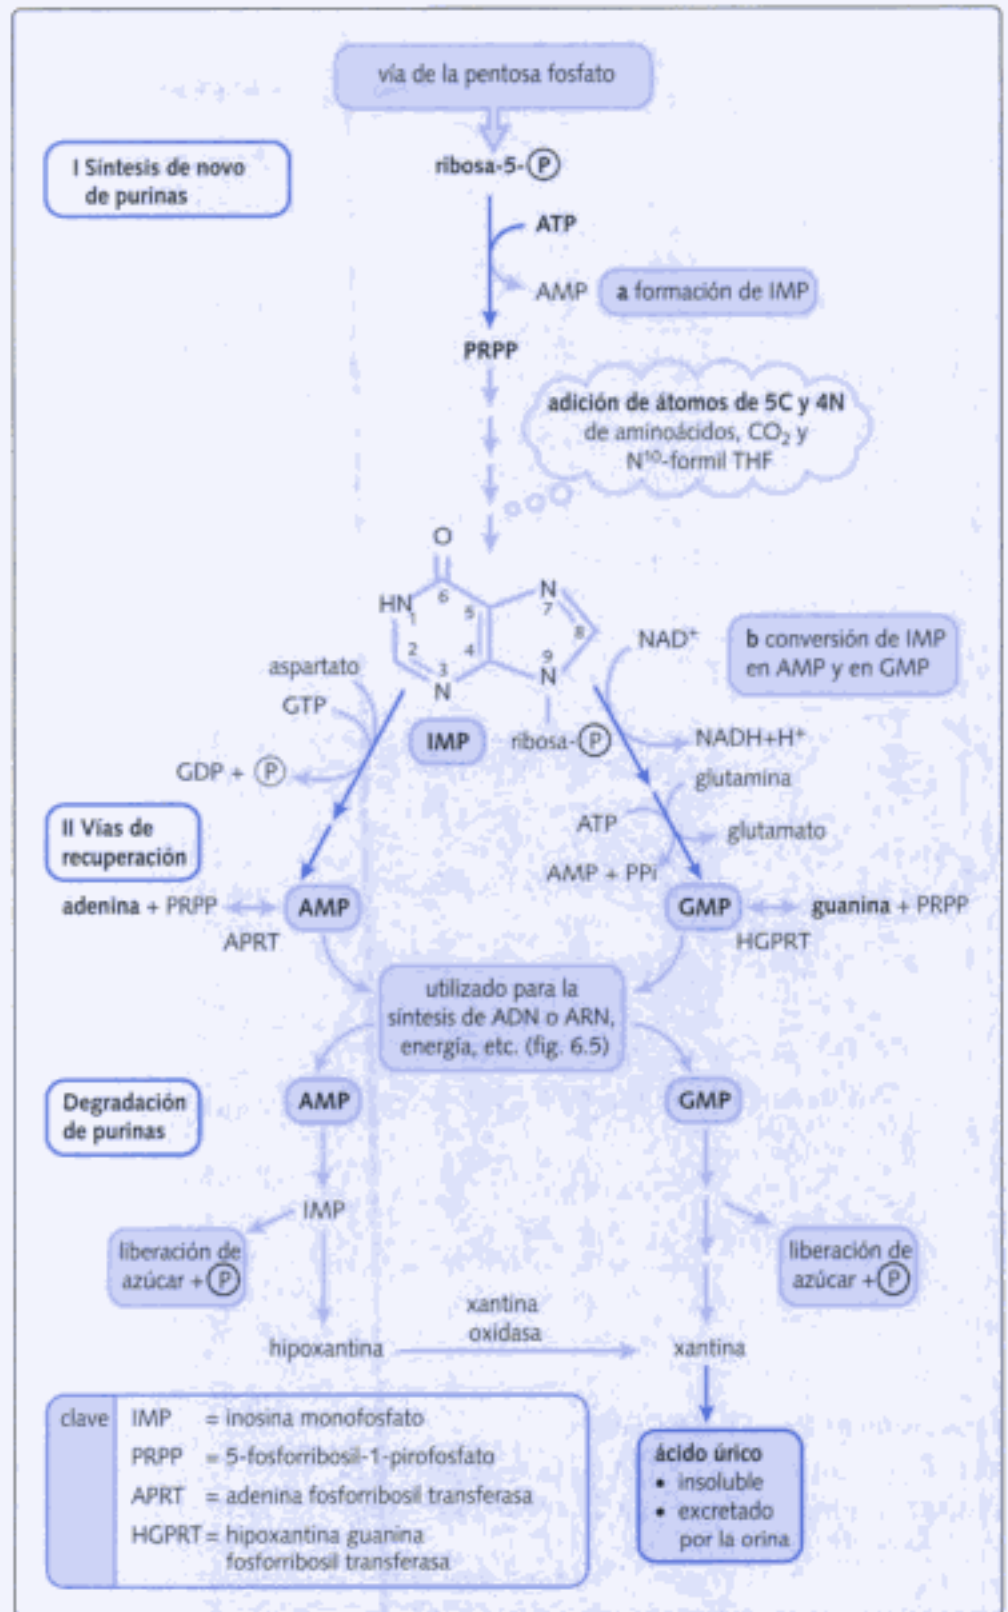 vía de la pentosa fosfato
I Síntesis de novo
de purinas
ribosa-5-P
ATP
AMP
a formación de IMP
PRPP
adición de átomos de 5C y 4N
de aminoácidos, CO₂ y
N¹⁰-formil THF
O
HN
1
2
3
4
5
6
7
8
9
N
N
N
aspartato
GTP
GDP + P
IMP
ribosa-P
NAD⁺
b conversión de IMP
en AMP y en GMP
NADH+H⁺
glutamina
ATP
glutamato
AMP + PPi
II Vías de
recuperación
adenina + PRPP
AMP
APRT
GMP
guanina + PRPP
HGPRT
utilizado para la
síntesis de ADN o ARN,
energía, etc. (fig. 6.5)
Degradación
de purinas
AMP
GMP
IMP
liberación de
azúcar + P
liberación de
azúcar + P
hipoxantina
xantina
oxidasa
xantina
clave
IMP = inosina monofosfato
PRPP = 5-fosforribosil-1-pirofosfato
APRT = adenina fosforribosil transferasa
HGPRT = hipoxantina guanina
fosforribosil transferasa
ácido úrico
• insoluble
• excretado
por la orina